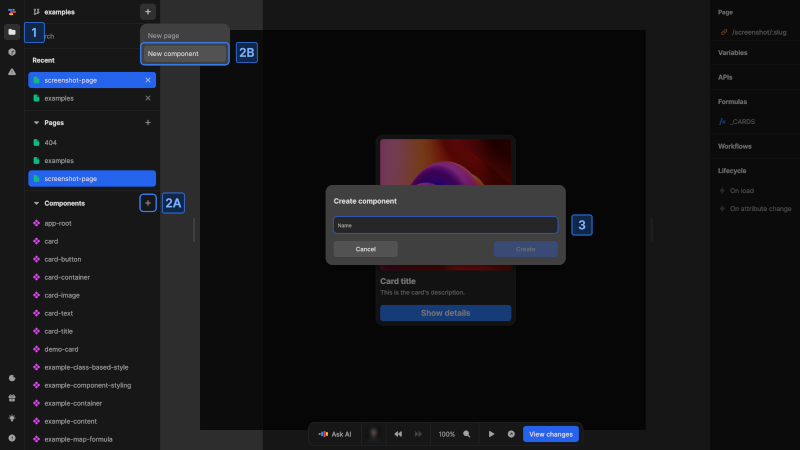 examples
1
rch
New page
New component
2B
Recent
screenshot-page
examples
Pages
404
examples
screenshot-page
Components
2A
app-root
card
card-button
card-container
card-image
card-text
card-title
demo-card
example-class-based-style
example-component-styling
example-container
example-content
example-map-formula
Create component
Name
3
Cancel
Create
Card title
This is the card's description.
Show details
Ask AI
100%
View changes
Page
/screenshot/:slug
Variables
APIs
Formulas
_CARDS
Workflows
Lifecycle
On load
On attribute change